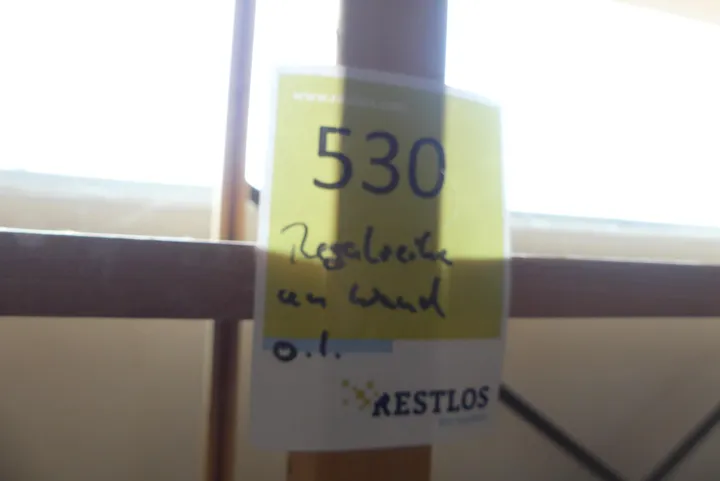 530
Regalreihe
an Wand
o.l.
RESTLOS